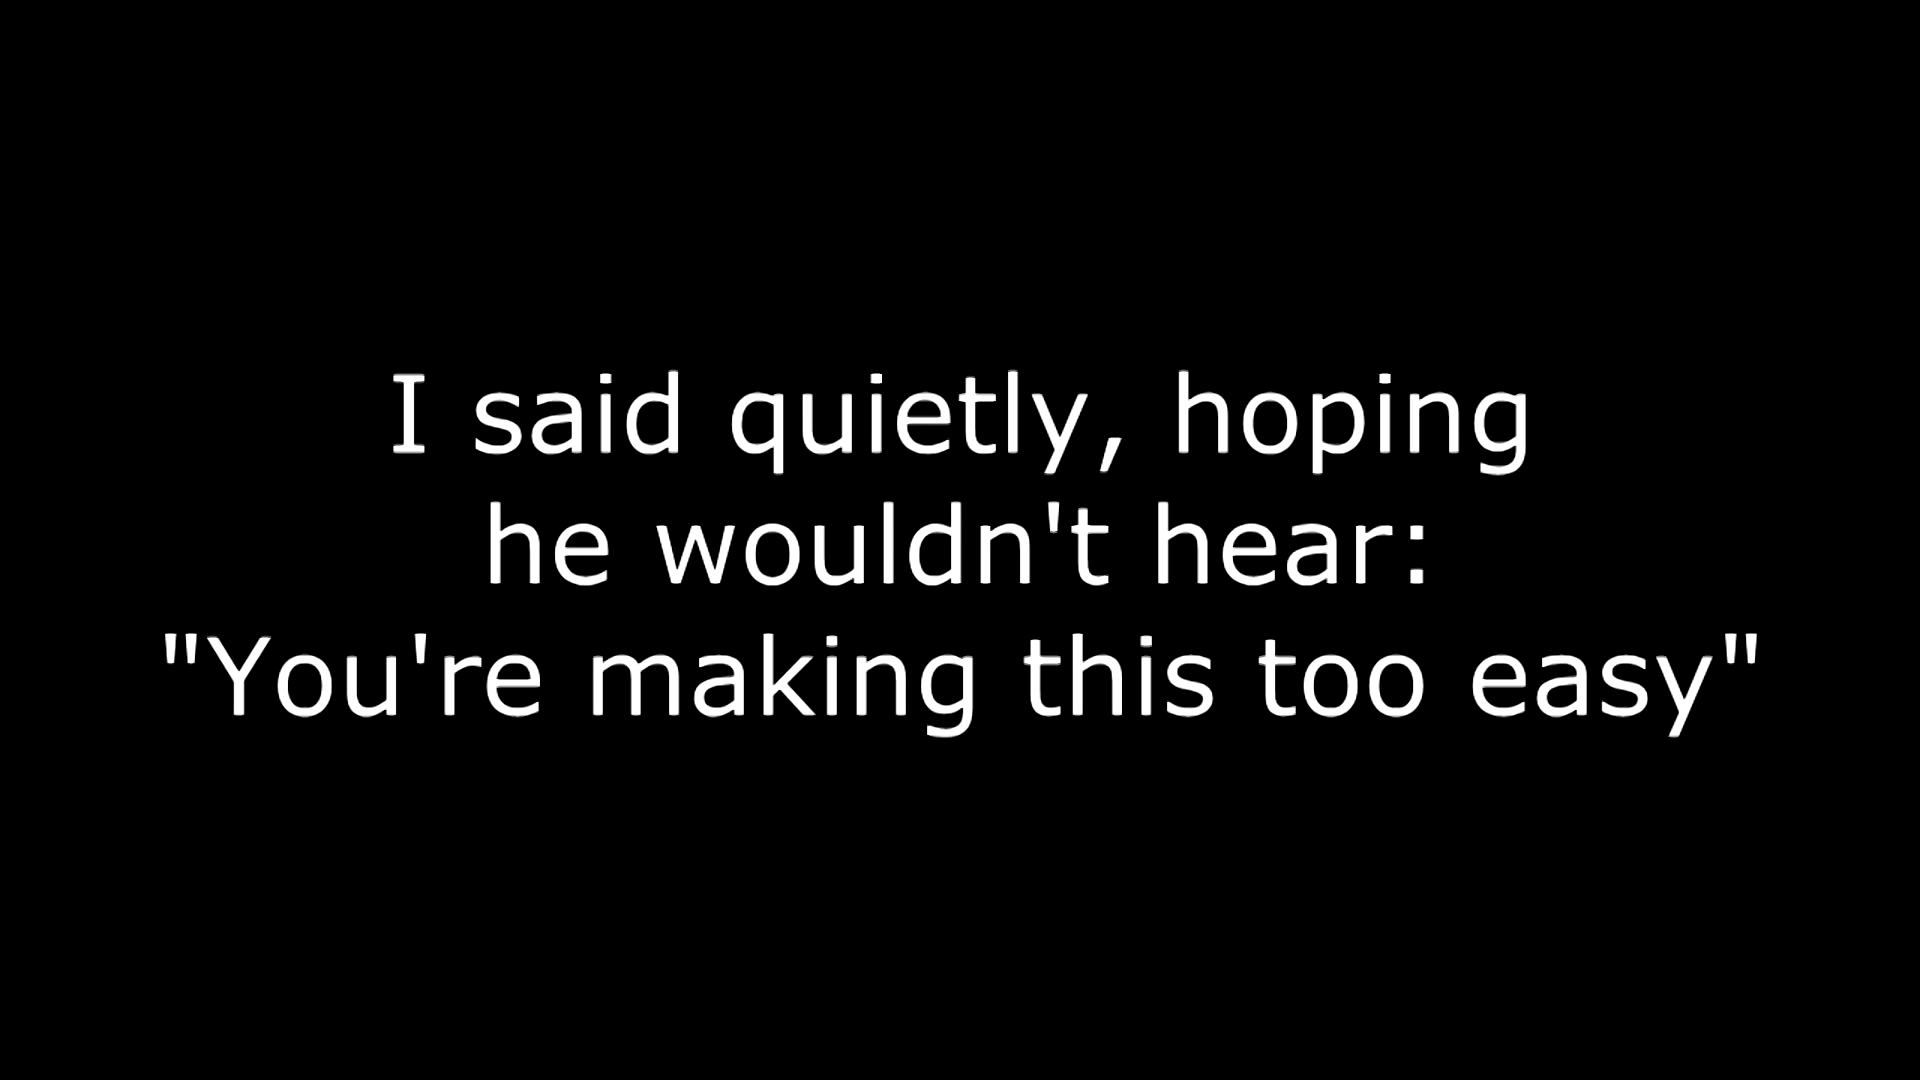 I said quietly, hoping
he wouldn't hear:
"You're making this too easy"